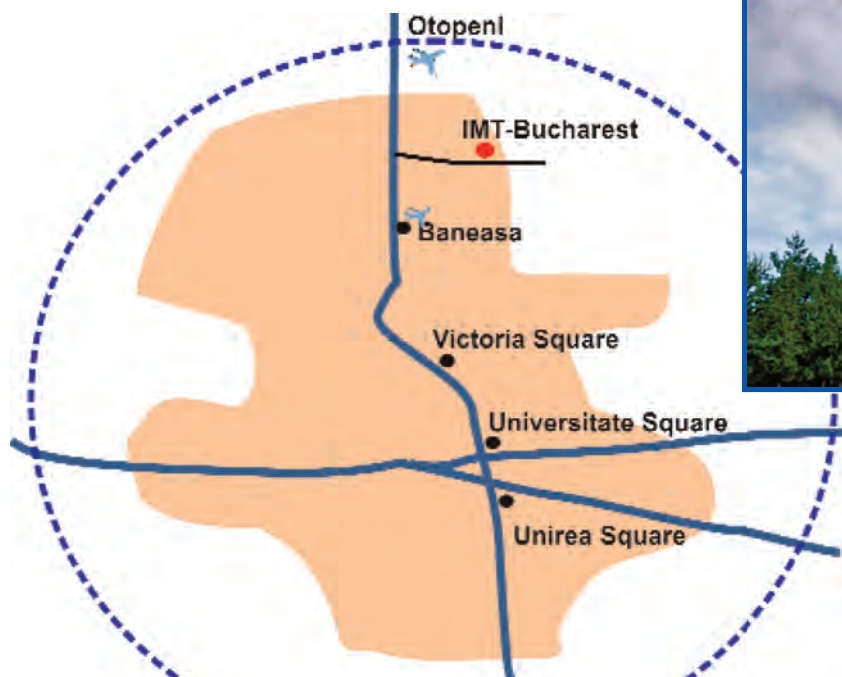 Otopeni
IMT-Bucharest
Baneasa
Victoria Square
Universitate Square
Unirea Square